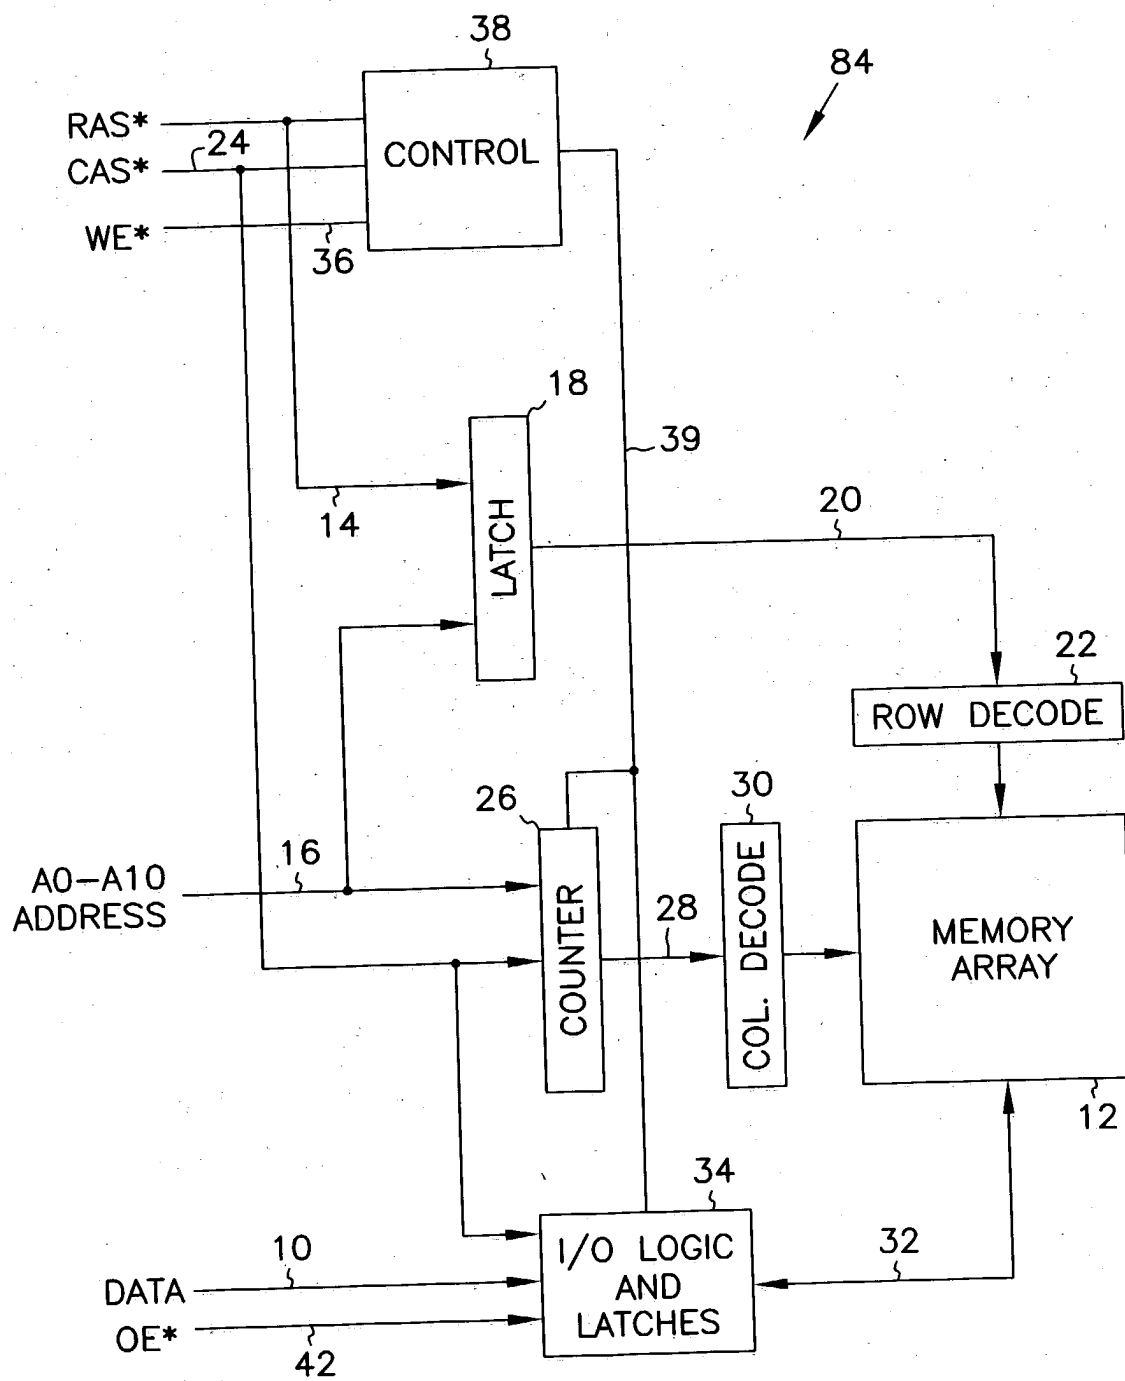 38
84
RAS*
24
CONTROL
CAS*
WE*
36
18
39
LATCH
14
20
22
ROW DECODE
26
30
16
A0-A10
ADDRESS
COUNTER
28
COL. DECODE
MEMORY
ARRAY
12
34
I/O LOGIC
AND
LATCHES
32
10
DATA
OE*
42